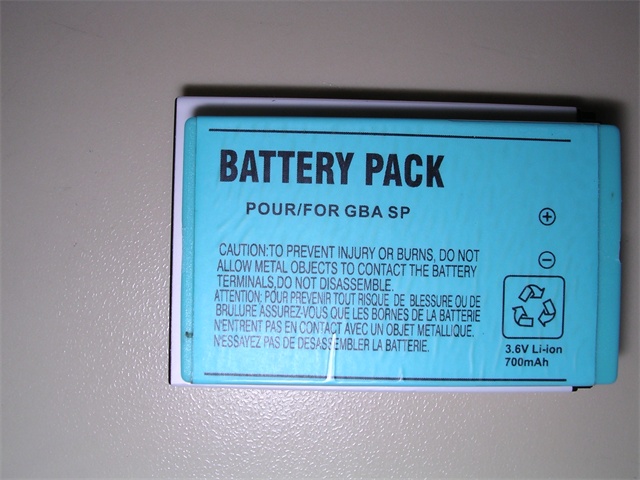 BATTERY PACK
POUR/FOR GBA SP
CAUTION:TO PREVENT INJURY OR BURNS, DO NOT
ALLOW METAL OBJECTS TO CONTACT THE BATTERY
TERMINALS,DO NOT DISASSEMBLE.
ATTENTION: POUR PREVENIR TOUT RISQUE DE BLESSURE OU DE
BRULURE ASSUREZ-VOUS QUE LES BORNES DE LA BATTERIE
N'ENTRENT PAS EN CONTACT AVEC UN OBJET METALLIQUE.
N'ESSAYEZ PAS DE DESASSEMBLER LA BATTERIE.
+
−
3.6V Li-ion
700mAh